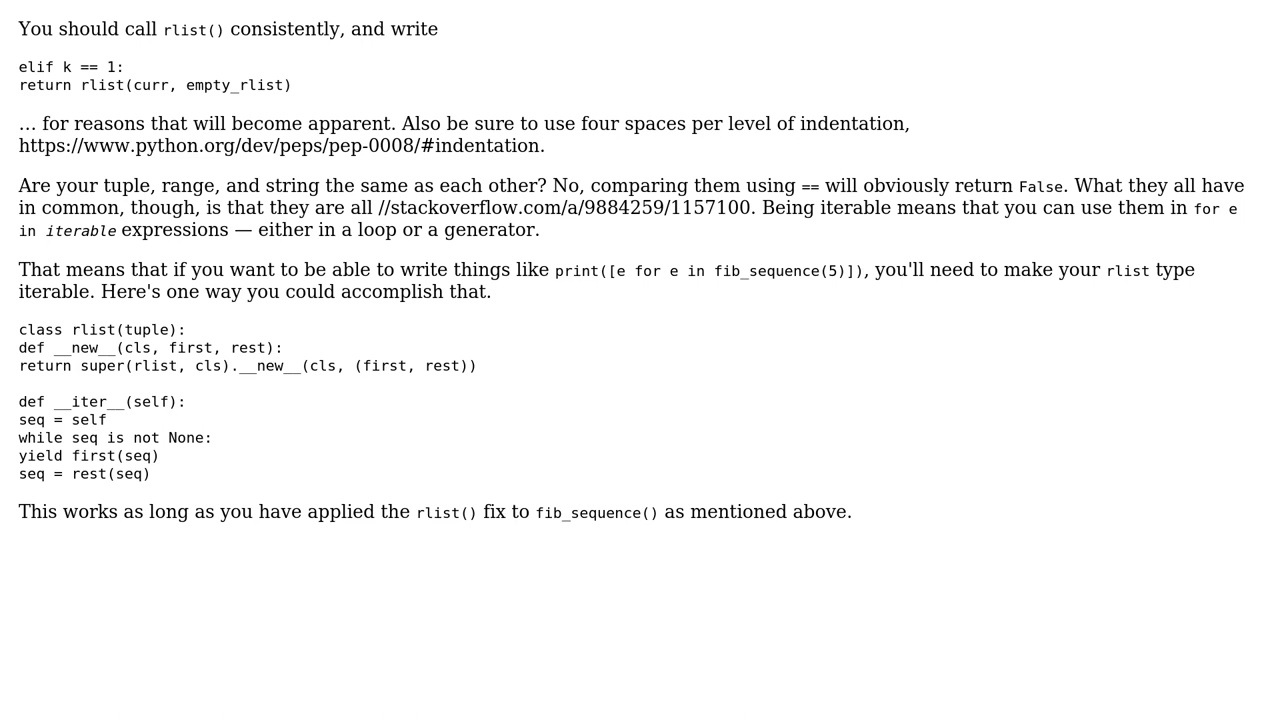 You should call rlist() consistently, and write
elif k == 1:
return rlist(curr, empty_rlist)
… for reasons that will become apparent. Also be sure to use four spaces per level of indentation,
https://www.python.org/dev/peps/pep-0008/#indentation.
Are your tuple, range, and string the same as each other? No, comparing them using == will obviously return False. What they all have
in common, though, is that they are all //stackoverflow.com/a/9884259/1157100. Being iterable means that you can use them in for e
in iterable expressions — either in a loop or a generator.
That means that if you want to be able to write things like print([e for e in fib_sequence(5)]), you'll need to make your rlist type
iterable. Here's one way you could accomplish that.
class rlist(tuple):
def __new__(cls, first, rest):
return super(rlist, cls).__new__(cls, (first, rest))
def __iter__(self):
seq = self
while seq is not None:
yield first(seq)
seq = rest(seq)
This works as long as you have applied the rlist() fix to fib_sequence() as mentioned above.